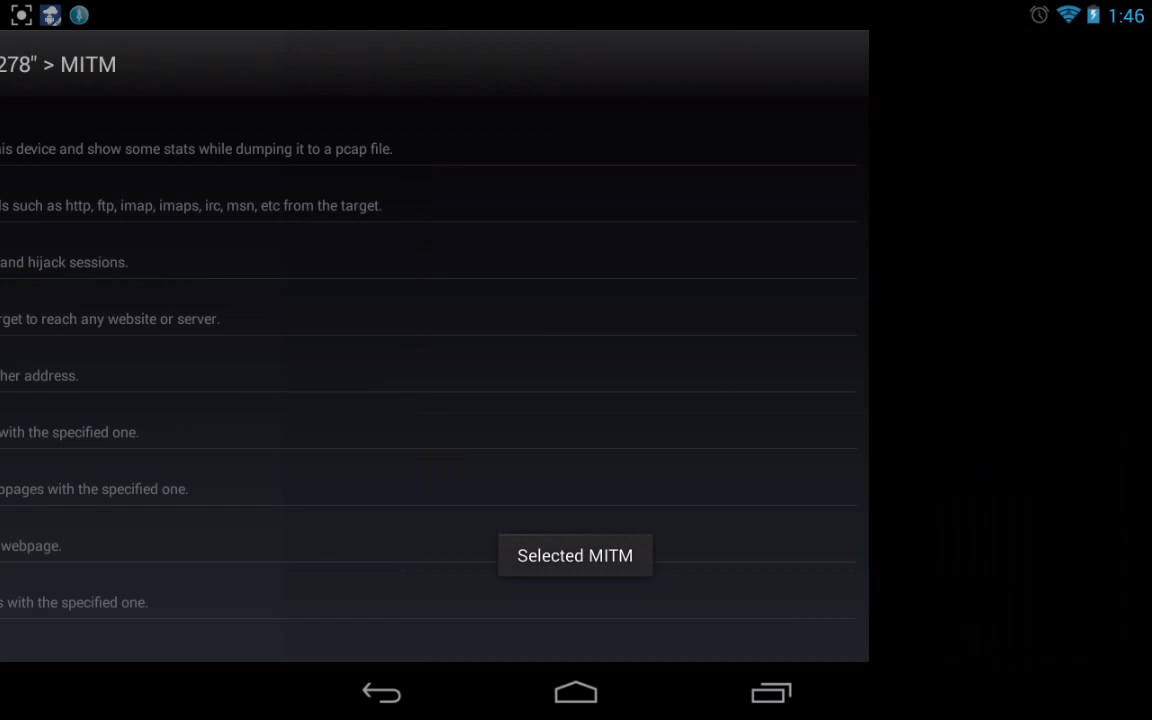 1:46
278" > MITM
is device and show some stats while dumping it to a pcap file.
ls such as http, ftp, imap, imaps, irc, msn, etc from the target.
and hijack sessions.
rget to reach any website or server.
her address.
with the specified one.
bpages with the specified one.
webpage.
Selected MITM
s with the specified one.